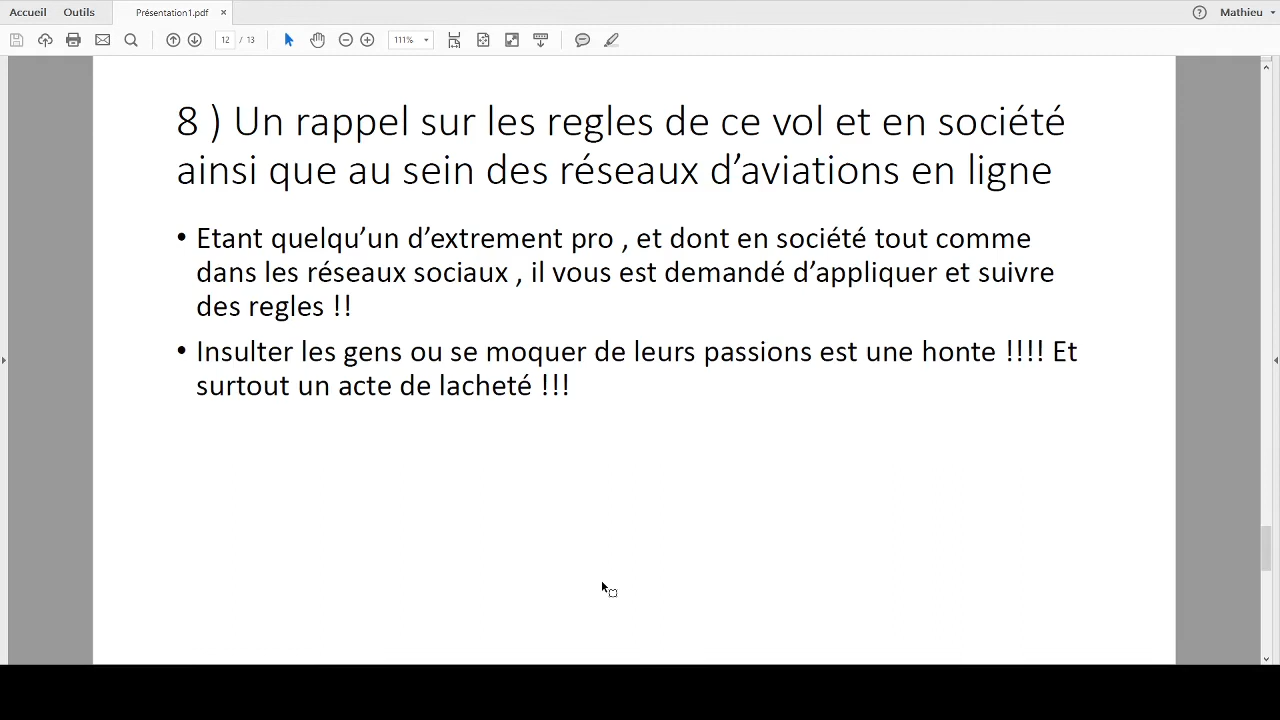 Accueil Outils Présentation1.pdf × ? Mathieu
12 / 13 111%
8 ) Un rappel sur les regles de ce vol et en société
ainsi que au sein des réseaux d’aviations en ligne
• Etant quelqu’un d’extrement pro , et dont en société tout comme
dans les réseaux sociaux , il vous est demandé d’appliquer et suivre
des regles !!
• Insulter les gens ou se moquer de leurs passions est une honte !!!! Et
surtout un acte de lacheté !!!